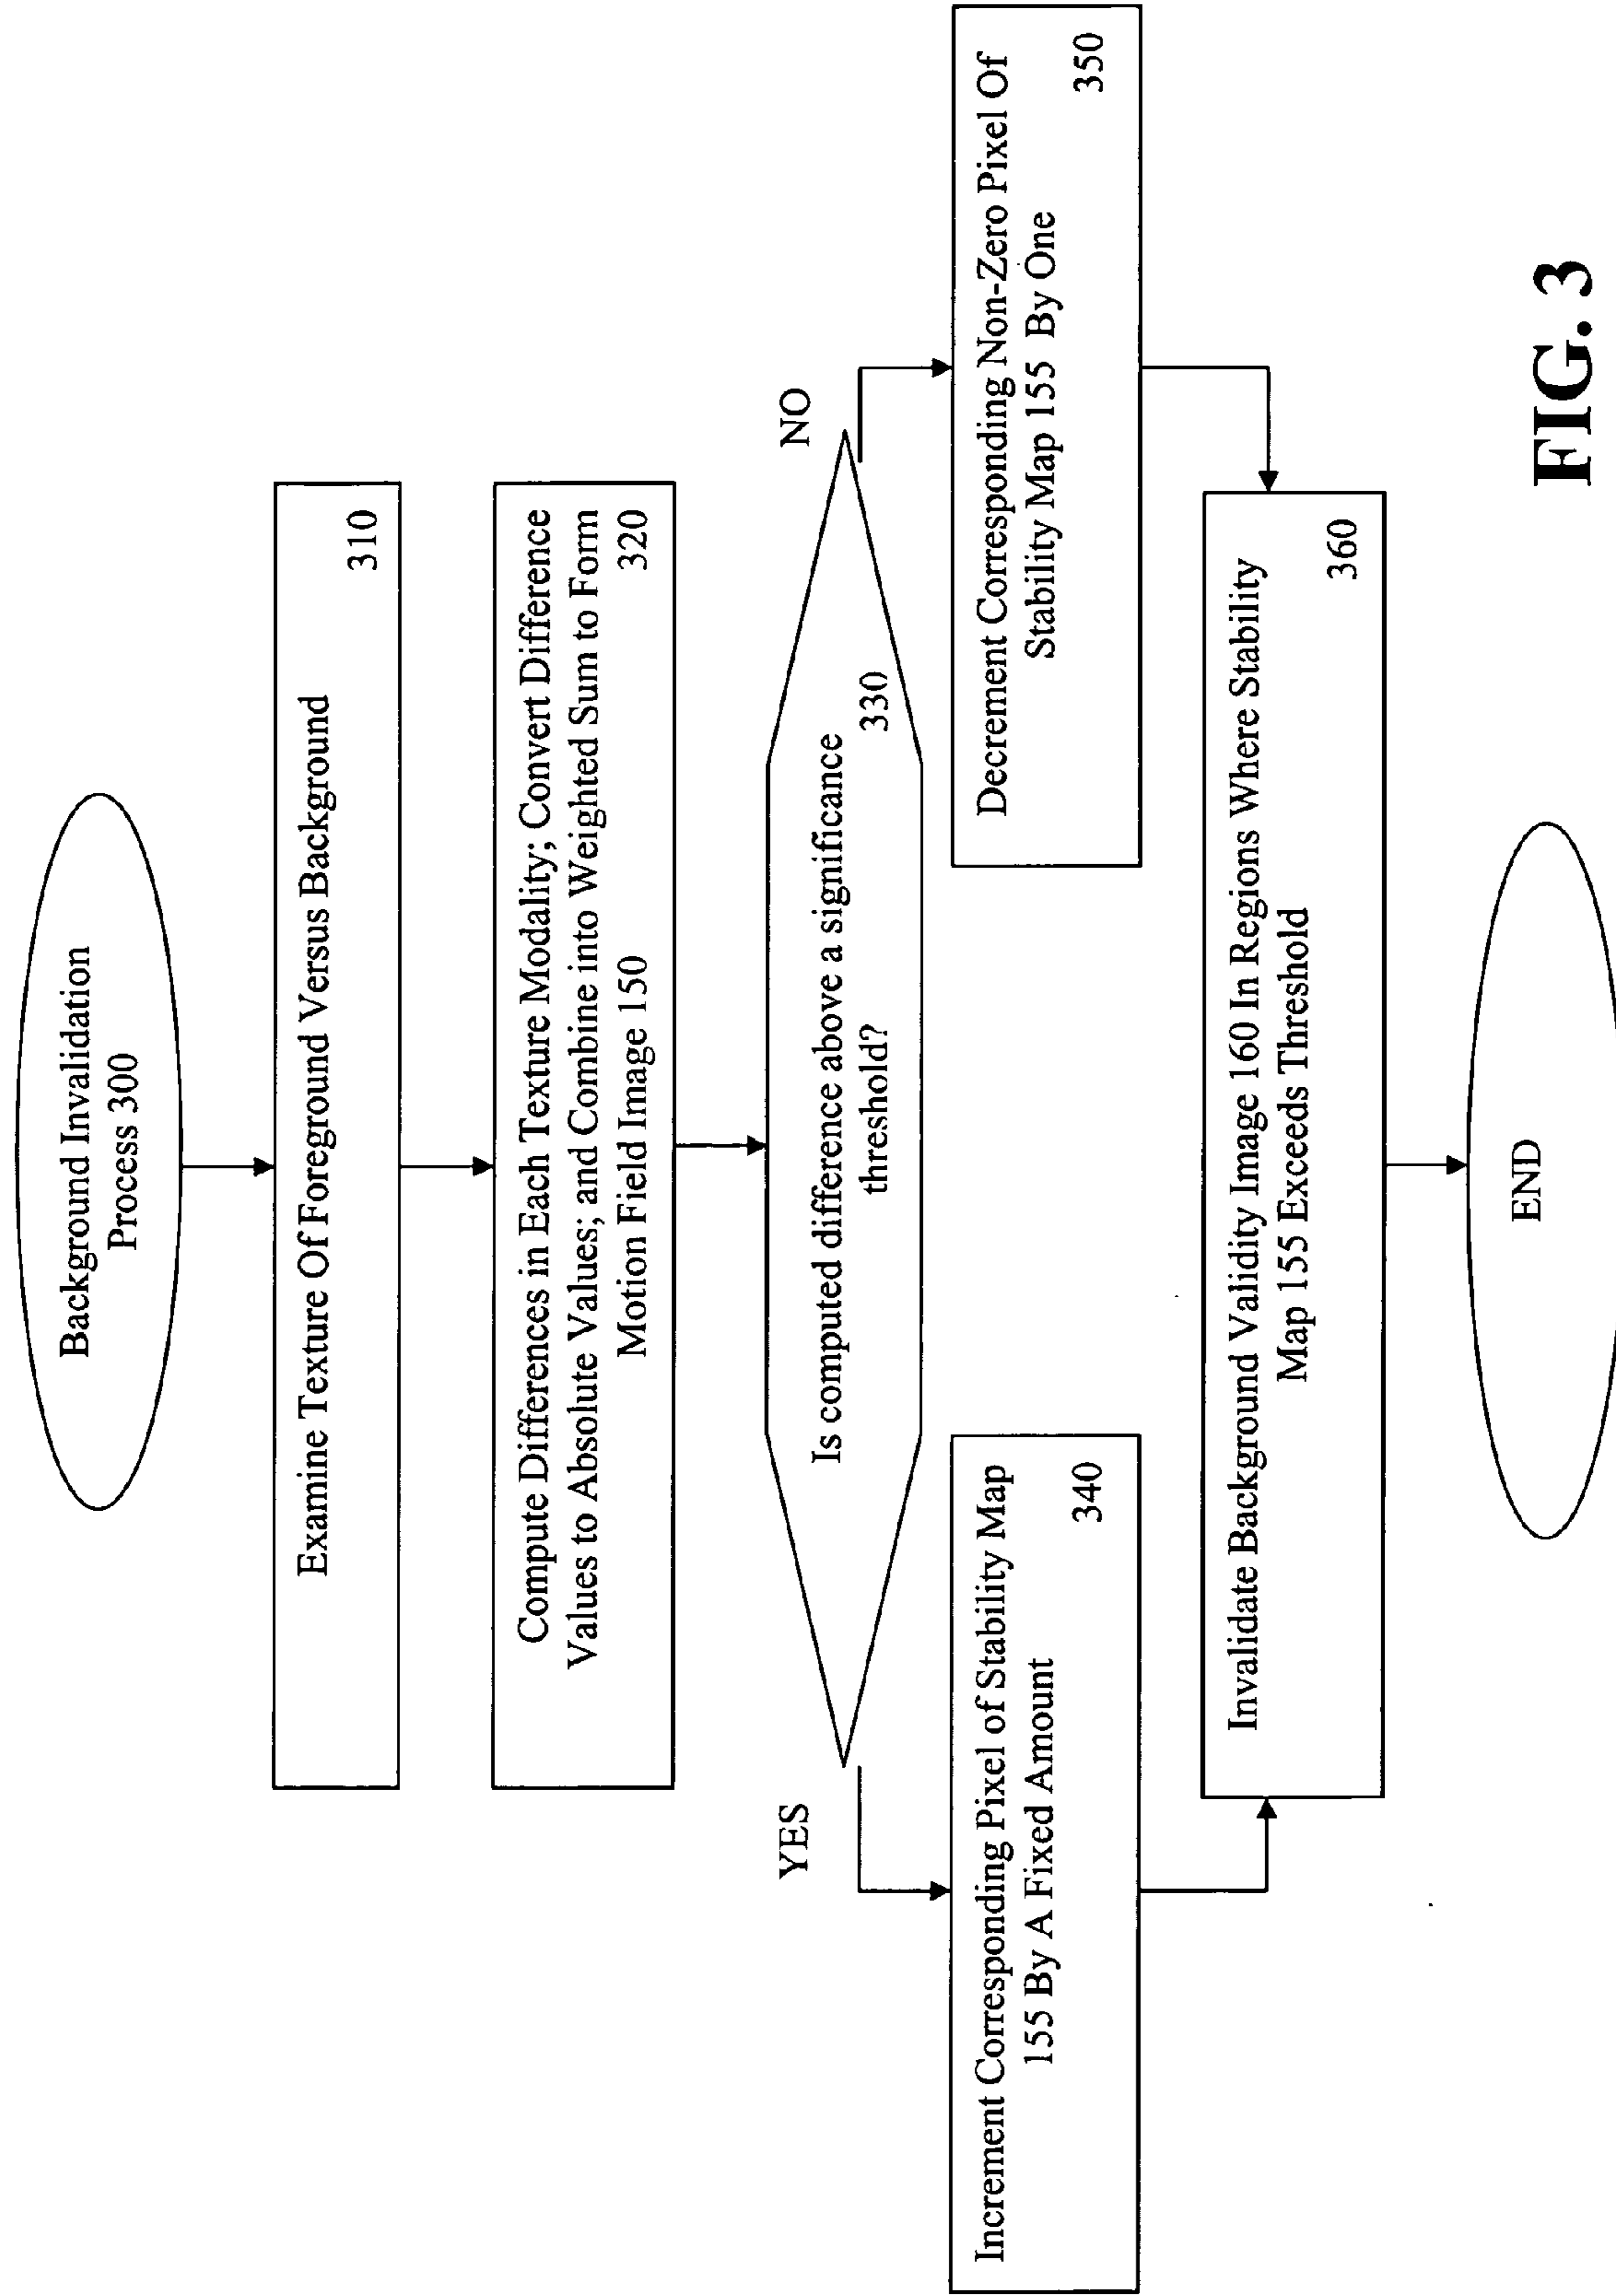 Background Invalidation
Process 300
Examine Texture Of Foreground Versus Background
310
Compute Differences in Each Texture Modality; Convert Difference
Values to Absolute Values; and Combine into Weighted Sum to Form
Motion Field Image 150
320
Is computed difference above a significance
330
threshold?
YES
NO
Increment Corresponding Pixel of Stability Map
155 By A Fixed Amount
340
Decrement Corresponding Non-Zero Pixel Of
Stability Map 155 By One
350
Invalidate Background Validity Image 160 In Regions Where Stability
Map 155 Exceeds Threshold
360
END
FIG. 3